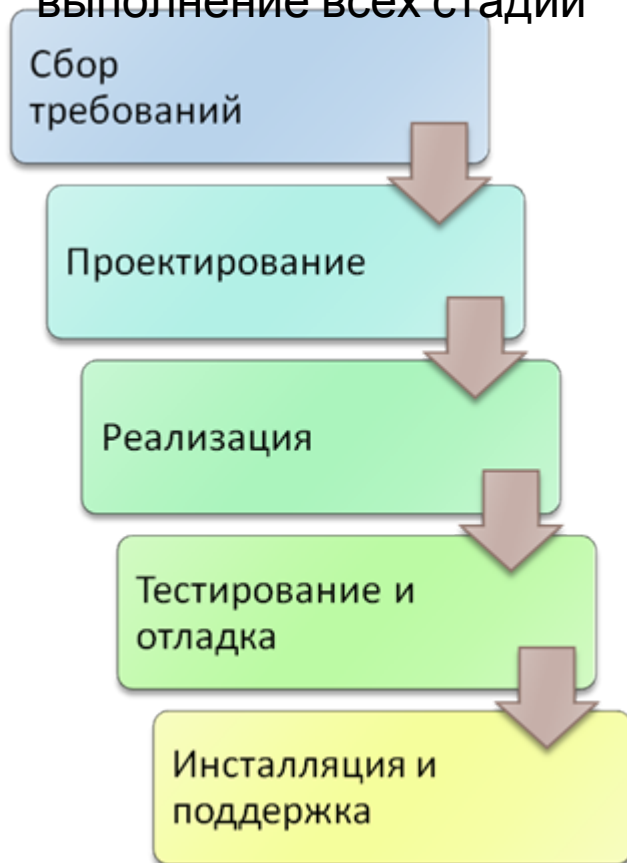 выполнение всех стадий
Сбор
требований
Проектирование
Реализация
Тестирование и
отладка
Инсталляция и
поддержка